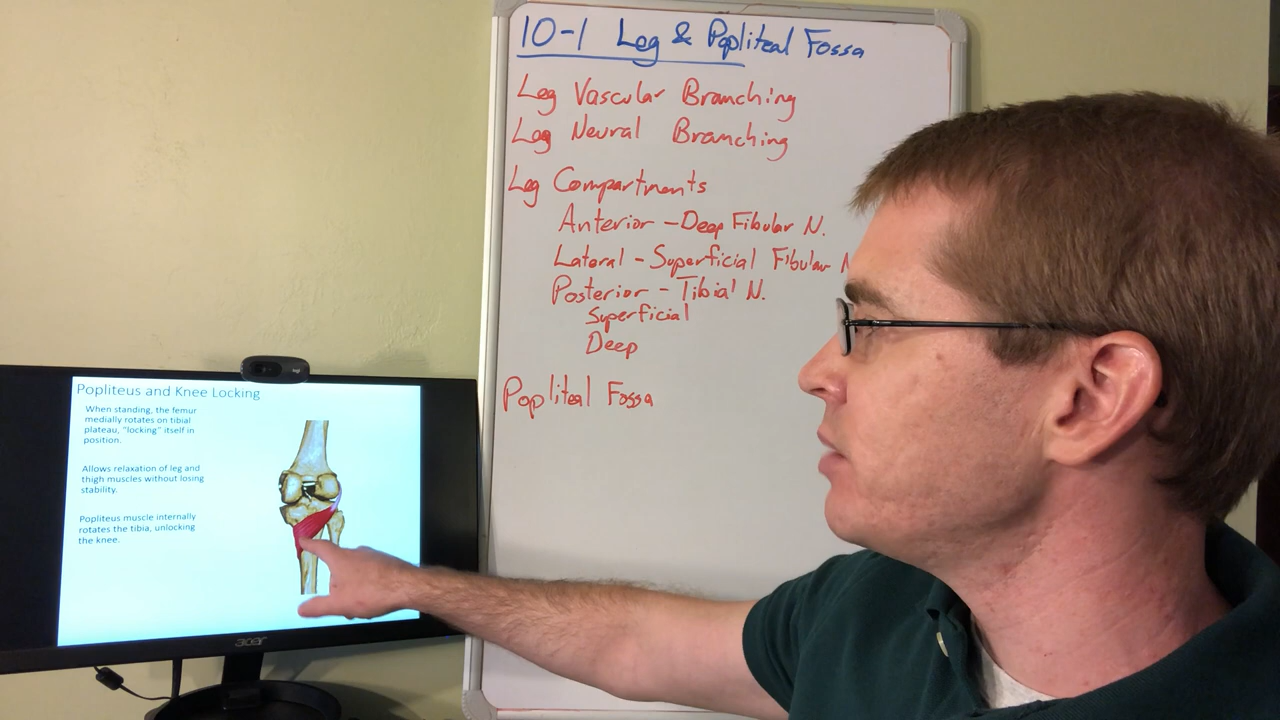 10-1 Leg & Popliteal Fossa
Leg Vascular Branching
Leg Neural Branching
Leg Compartments
Anterior - Deep Fibular N.
Lateral - Superficial Fibular N
Posterior - Tibial N.
Superficial
Deep
Popliteal Fossa
Popliteus and Knee Locking
When standing, the femur
medially rotates on tibial
plateau, "locking" itself in
position.
Allows relaxation of leg and
thigh muscles without losing
stability.
Popliteus muscle internally
rotates the tibia, unlocking
the knee.
logi
acer